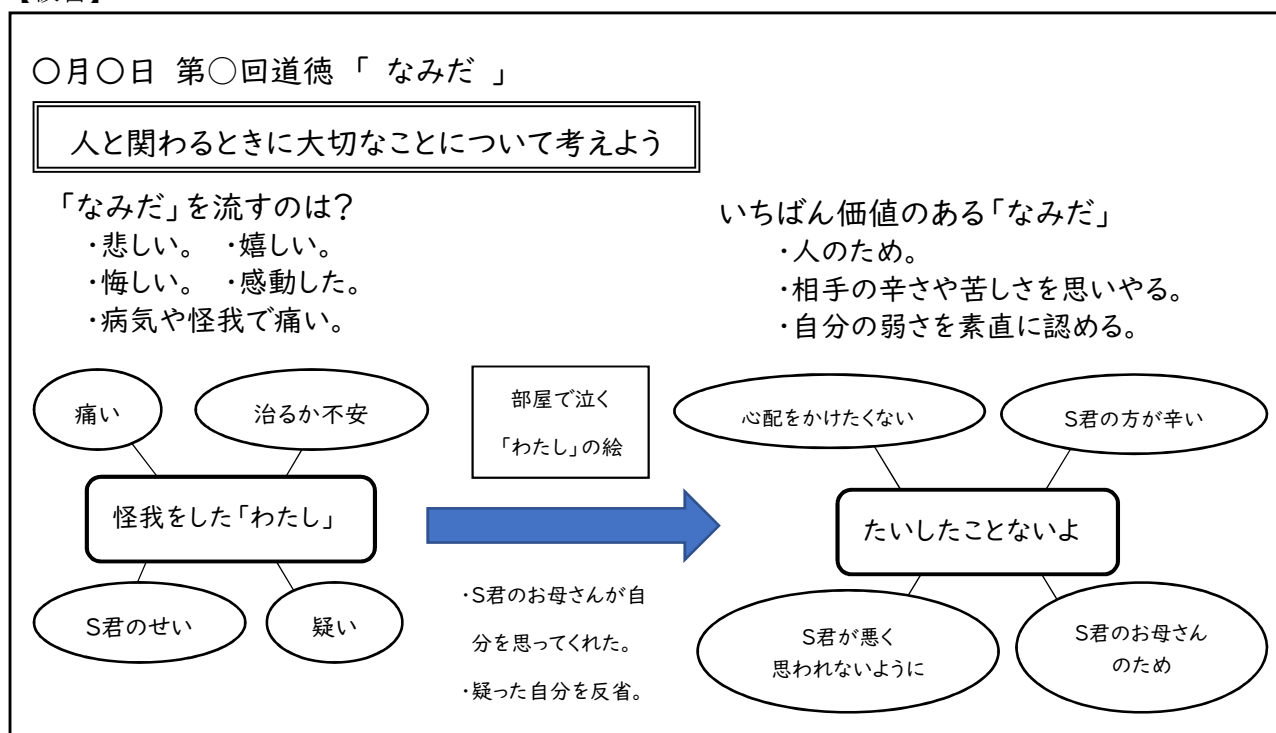 〇月〇日 第○回道徳 「 なみだ 」
人と関わるときに大切なことについて考えよう
「なみだ」を流すのは?
・悲しい。 ・嬉しい。
・悔しい。 ・感動した。
・病気や怪我で痛い。
いちばん価値のある「なみだ」
・人のため。
・相手の辛さや苦しさを思いやる。
・自分の弱さを素直に認める。
痛い
治るか不安
怪我をした「わたし」
S君のせい
疑い
部屋で泣く
「わたし」の絵
・S君のお母さんが自
分を思ってくれた。
・疑った自分を反省。
心配をかけたくない
S君の方が辛い
たいしたことないよ
S君が悪く
思われないように
S君のお母さん
のため